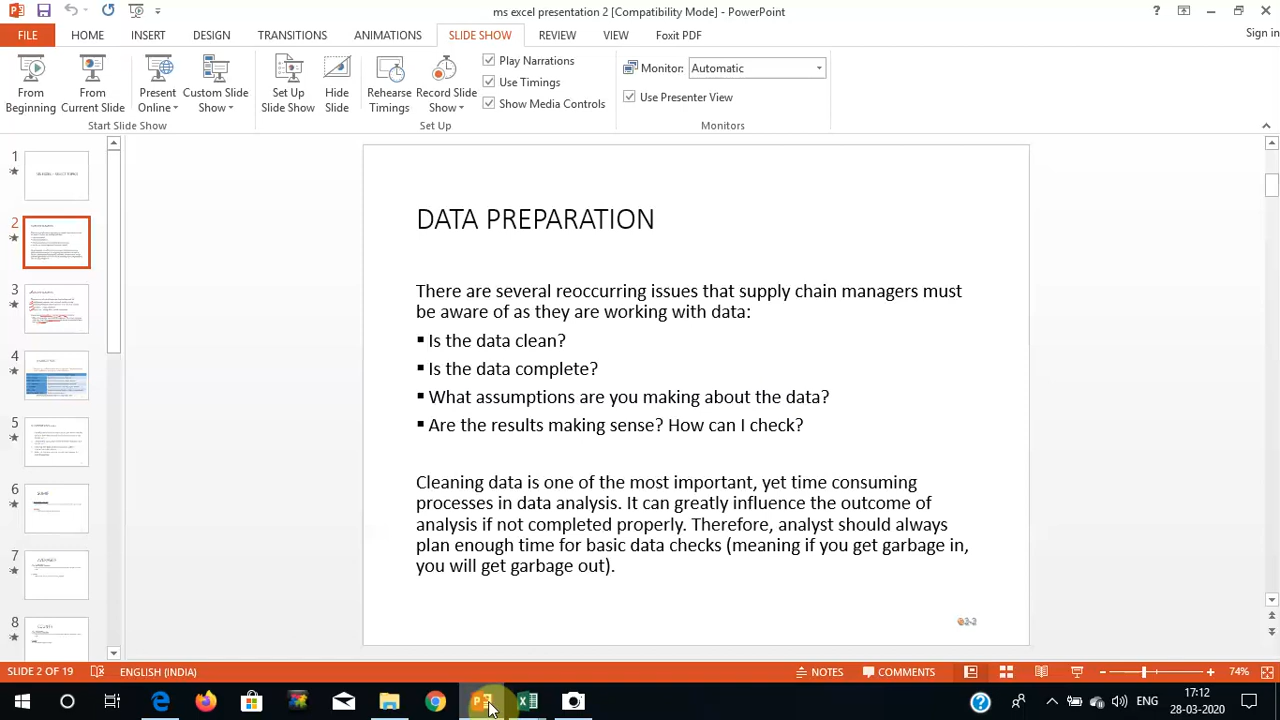 ms excel presentation 2 [Compatibility Mode] - PowerPoint
FILE HOME INSERT DESIGN TRANSITIONS ANIMATIONS SLIDE SHOW REVIEW VIEW Foxit PDF Sign in
From Beginning
From Current Slide
Present Online
Custom Slide Show
Start Slide Show
Set Up Slide Show
Hide Slide
Rehearse Timings
Record Slide Show
Play Narrations
Use Timings
Show Media Controls
Set Up
Monitor: Automatic
Use Presenter View
Monitors
1
2
3
4
5
6
7
8
DATA PREPARATION
There are several reoccurring issues that supply chain managers must
be aware of as they are working with data:
▪ Is the data clean?
▪ Is the data complete?
▪ What assumptions are you making about the data?
▪ Are the results making sense? How can I check?
Cleaning data is one of the most important, yet time consuming
processes in data analysis. It can greatly influence the outcome of
analysis if not completed properly. Therefore, analyst should always
plan enough time for basic data checks (meaning if you get garbage in,
you will get garbage out).
SLIDE 2 OF 19 ENGLISH (INDIA) NOTES COMMENTS 74%
ENG
17:12
28-03-2020